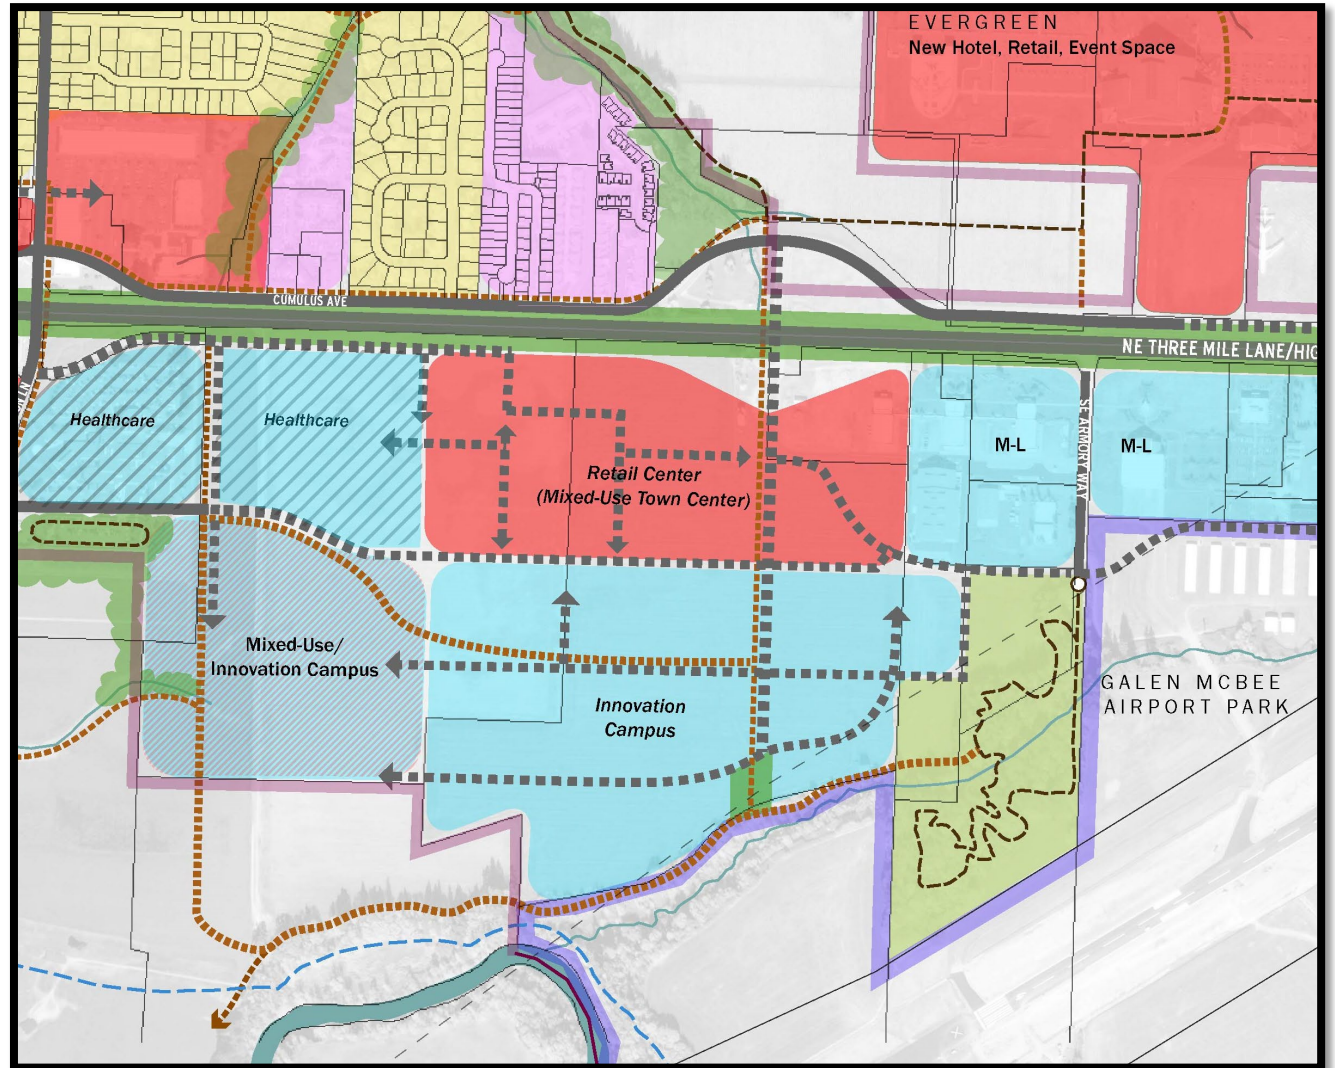 EVERGREEN
New Hotel, Retail, Event Space
CUMULUS AVE
NE THREE MILE LANE/HIG
Healthcare
Healthcare
SE ARMORY WAY
M-L
M-L
Retail Center
(Mixed-Use Town Center)
Mixed-Use/
Innovation Campus
Innovation
Campus
GALEN MCBEE
AIRPORT PARK